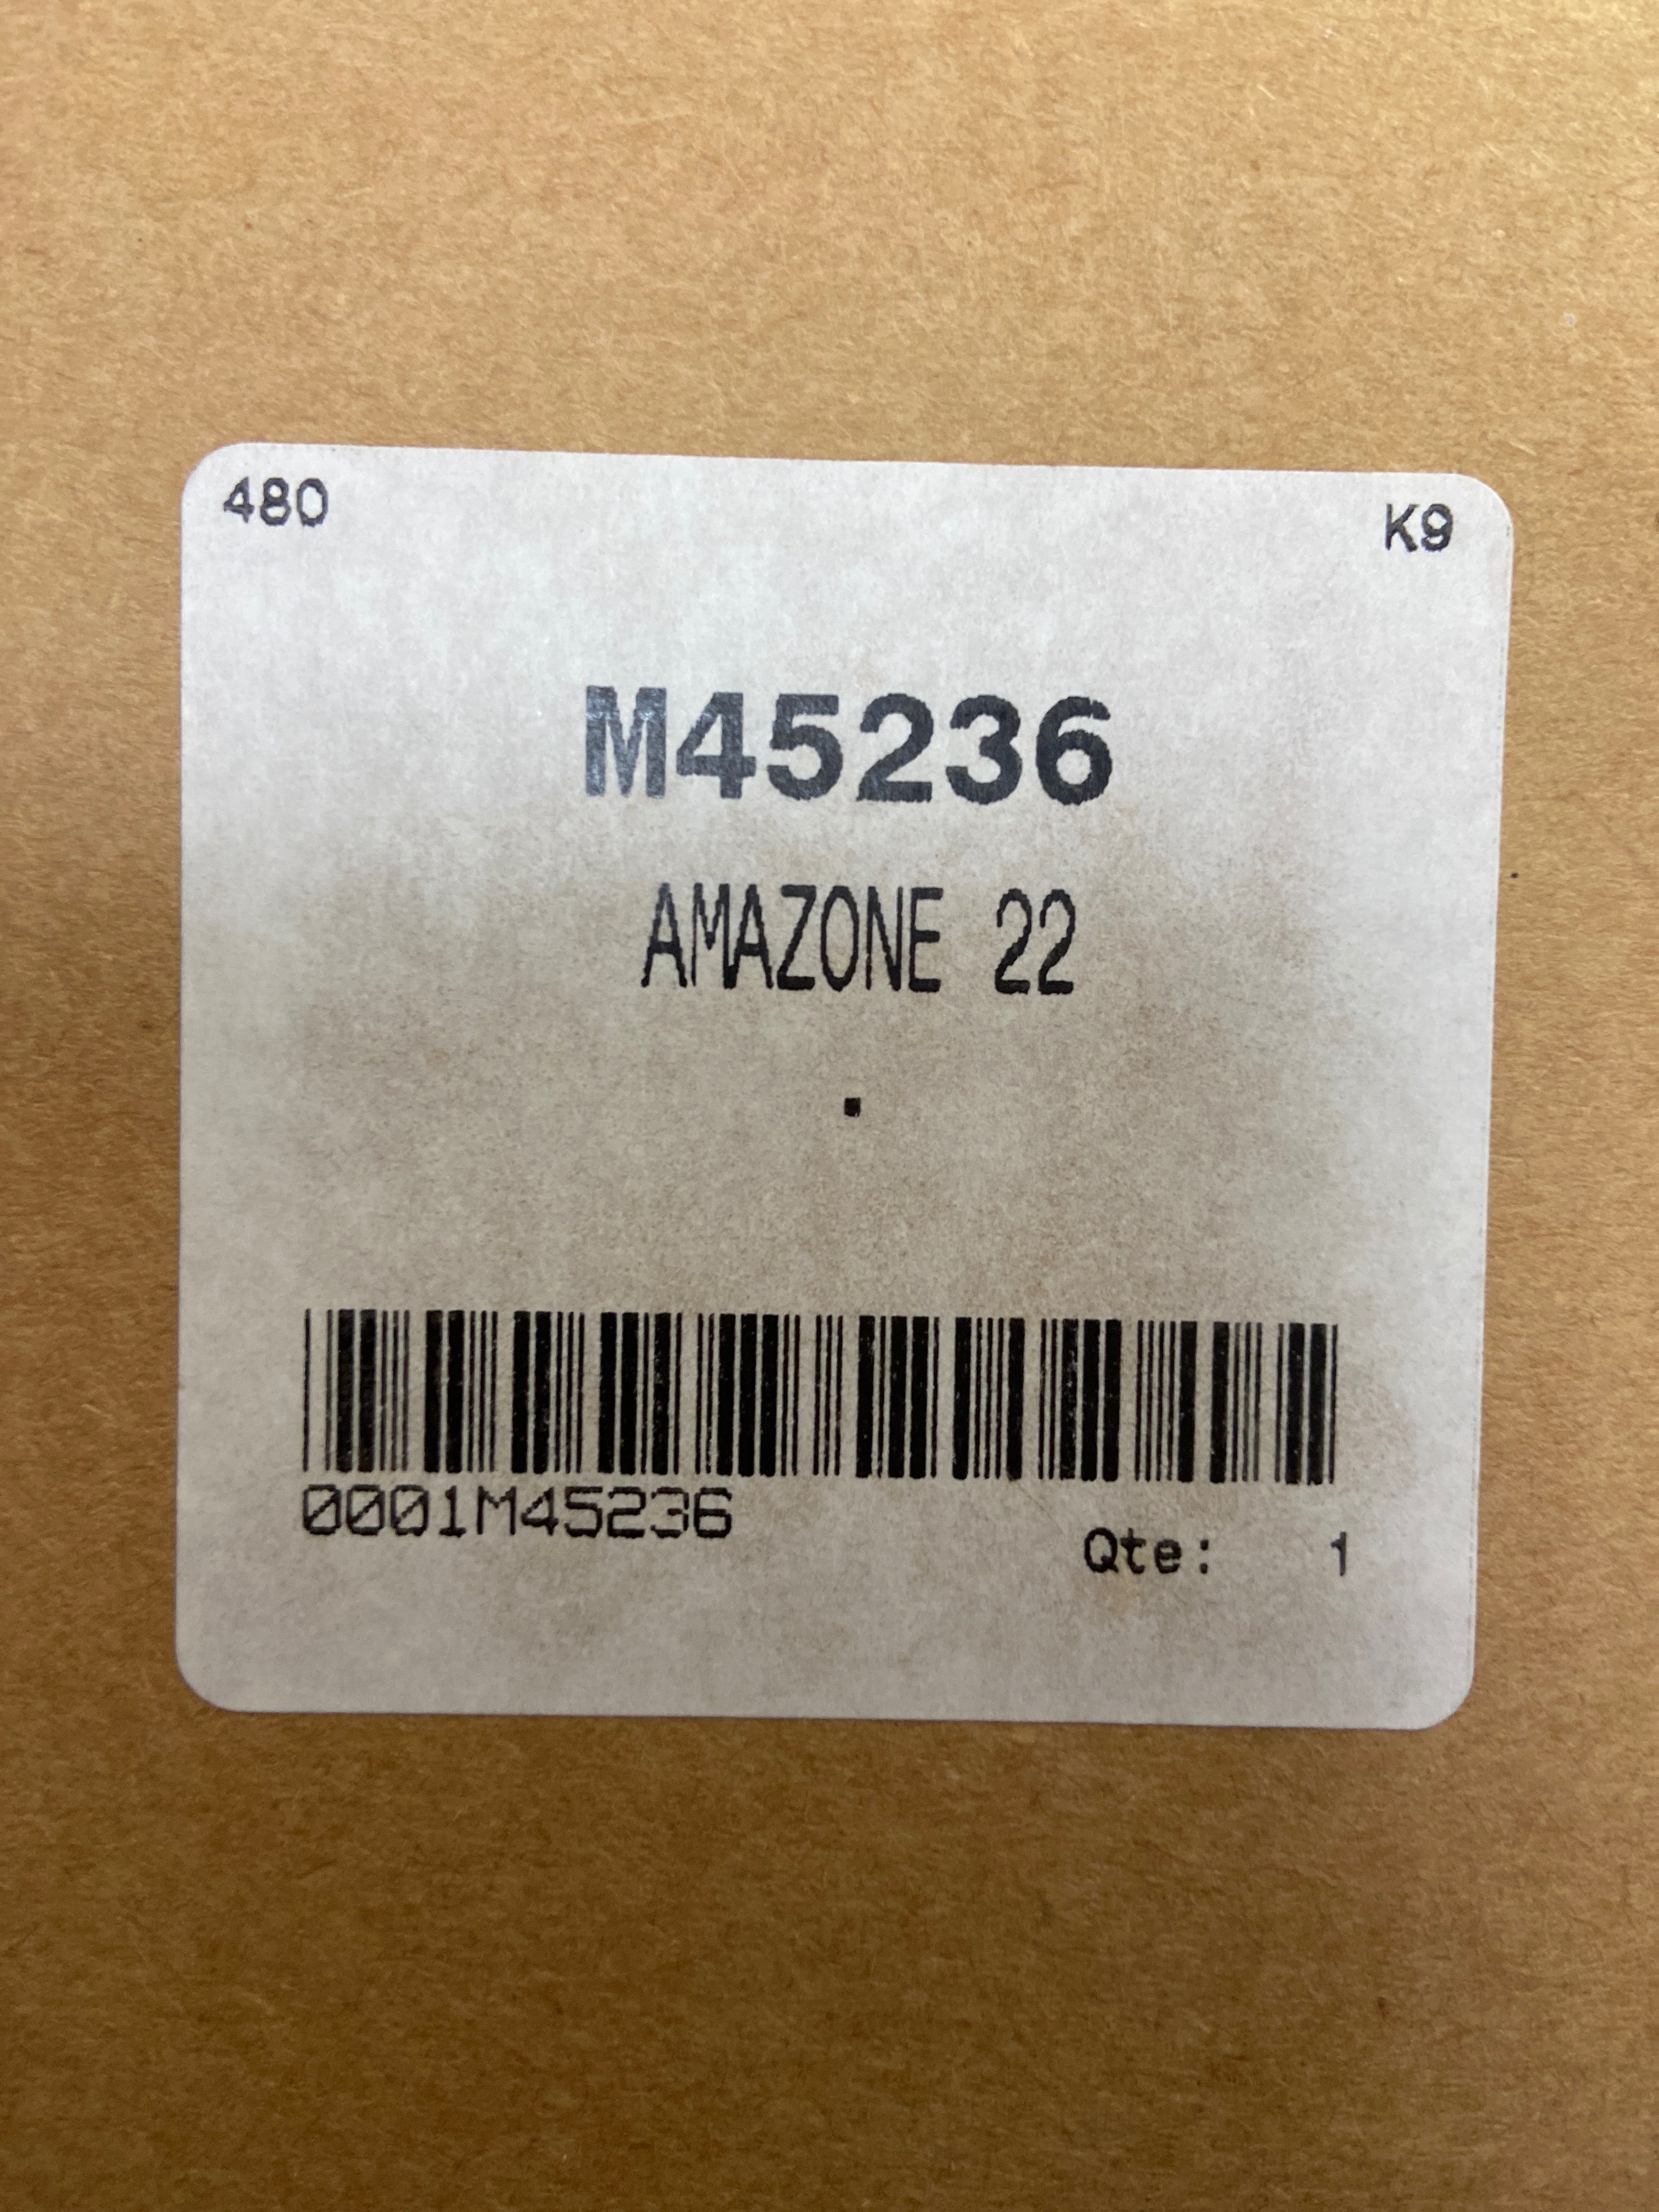 480 K9
M45236
AMAZONE 22
.
0001M45236
Qte: 1